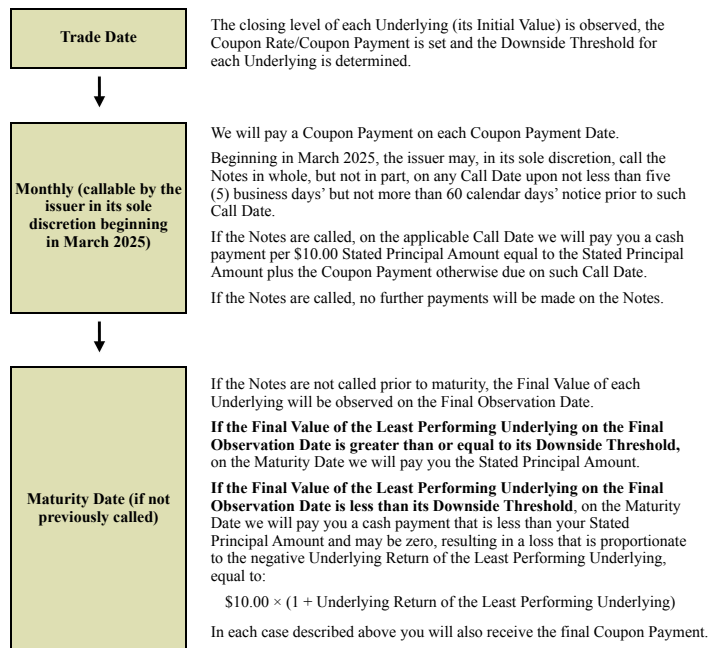 Trade Date
The closing level of each Underlying (its Initial Value) is observed, the
Coupon Rate/Coupon Payment is set and the Downside Threshold for
each Underlying is determined.
Monthly (callable by the
issuer in its sole
discretion beginning
in March 2025)
We will pay a Coupon Payment on each Coupon Payment Date.
Beginning in March 2025, the issuer may, in its sole discretion, call the
Notes in whole, but not in part, on any Call Date upon not less than five
(5) business days’ but not more than 60 calendar days’ notice prior to such
Call Date.
If the Notes are called, on the applicable Call Date we will pay you a cash
payment per $10.00 Stated Principal Amount equal to the Stated Principal
Amount plus the Coupon Payment otherwise due on such Call Date.
If the Notes are called, no further payments will be made on the Notes.
Maturity Date (if not
previously called)
If the Notes are not called prior to maturity, the Final Value of each
Underlying will be observed on the Final Observation Date.
If the Final Value of the Least Performing Underlying on the Final
Observation Date is greater than or equal to its Downside Threshold,
on the Maturity Date we will pay you the Stated Principal Amount.
If the Final Value of the Least Performing Underlying on the Final
Observation Date is less than its Downside Threshold, on the Maturity
Date we will pay you a cash payment that is less than your Stated
Principal Amount and may be zero, resulting in a loss that is proportionate
to the negative Underlying Return of the Least Performing Underlying,
equal to:
$10.00 × (1 + Underlying Return of the Least Performing Underlying)
In each case described above you will also receive the final Coupon Payment.